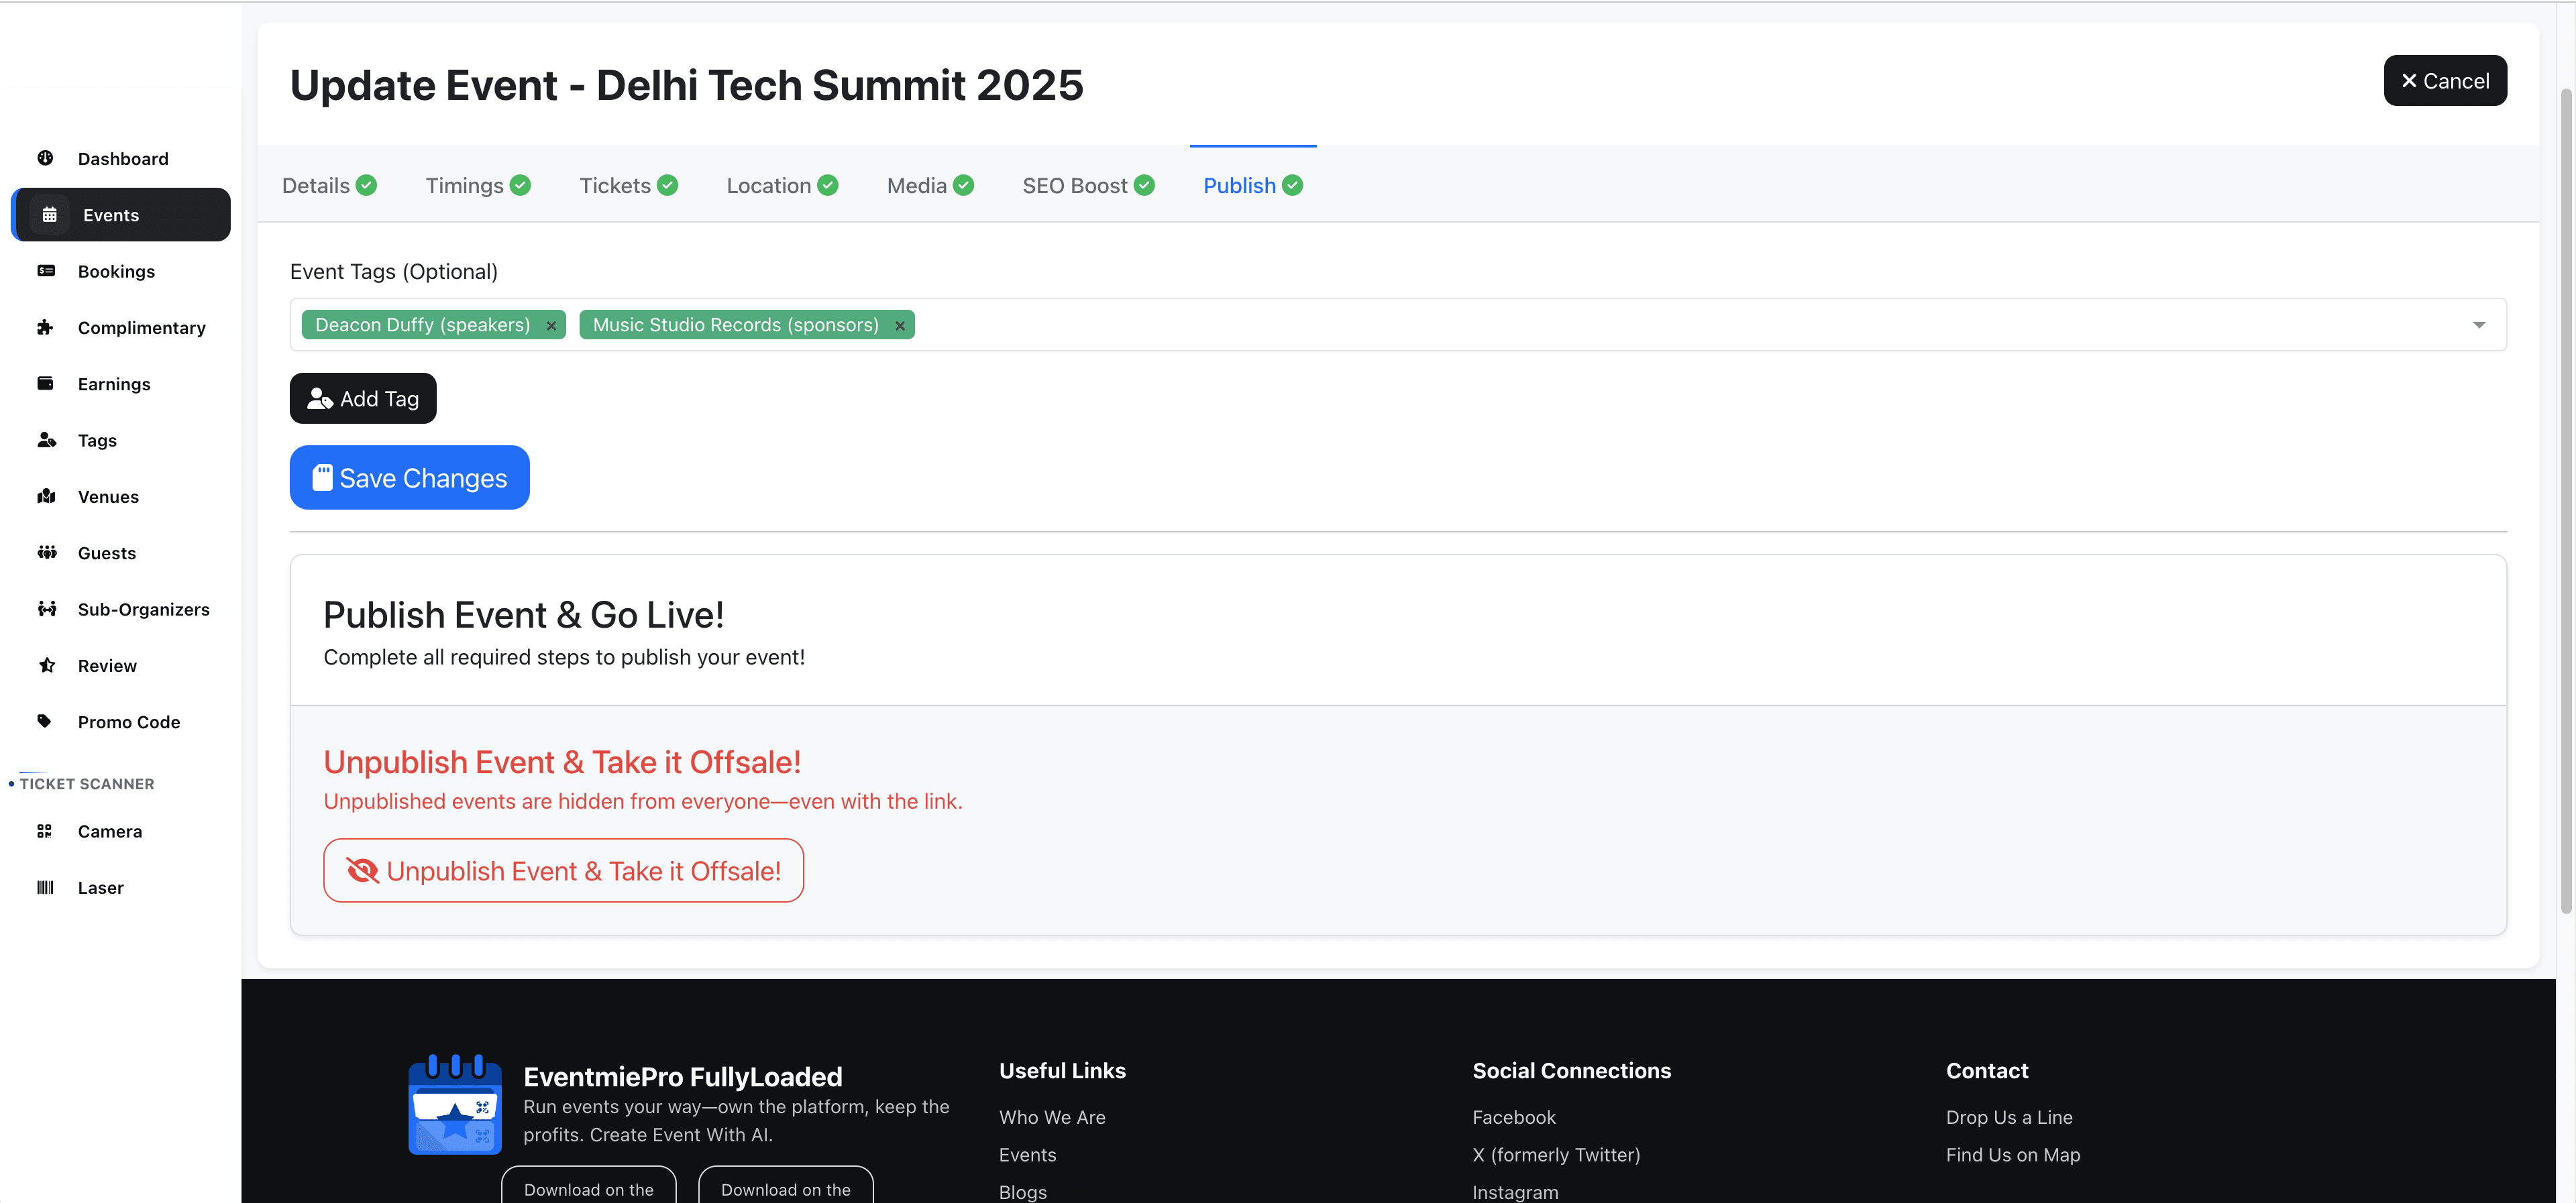 Update Event - Delhi Tech Summit 2025
Cancel
Dashboard
Events
Bookings
Complimentary
Earnings
Tags
Venues
Guests
Sub-Organizers
Review
Promo Code
TICKET SCANNER
Camera
Laser
Details
Timings
Tickets
Location
Media
SEO Boost
Publish
Event Tags (Optional)
Deacon Duffy (speakers) ×
Music Studio Records (sponsors) ×
Add Tag
Save Changes
Publish Event & Go Live!
Complete all required steps to publish your event!
Unpublish Event & Take it Offsale!
Unpublished events are hidden from everyone—even with the link.
Unpublish Event & Take it Offsale!
EventmiePro FullyLoaded
Run events your way—own the platform, keep the
profits. Create Event With AI.
Download on the
Download on the
Useful Links
Who We Are
Events
Blogs
Social Connections
Facebook
X (formerly Twitter)
Instagram
Contact
Drop Us a Line
Find Us on Map